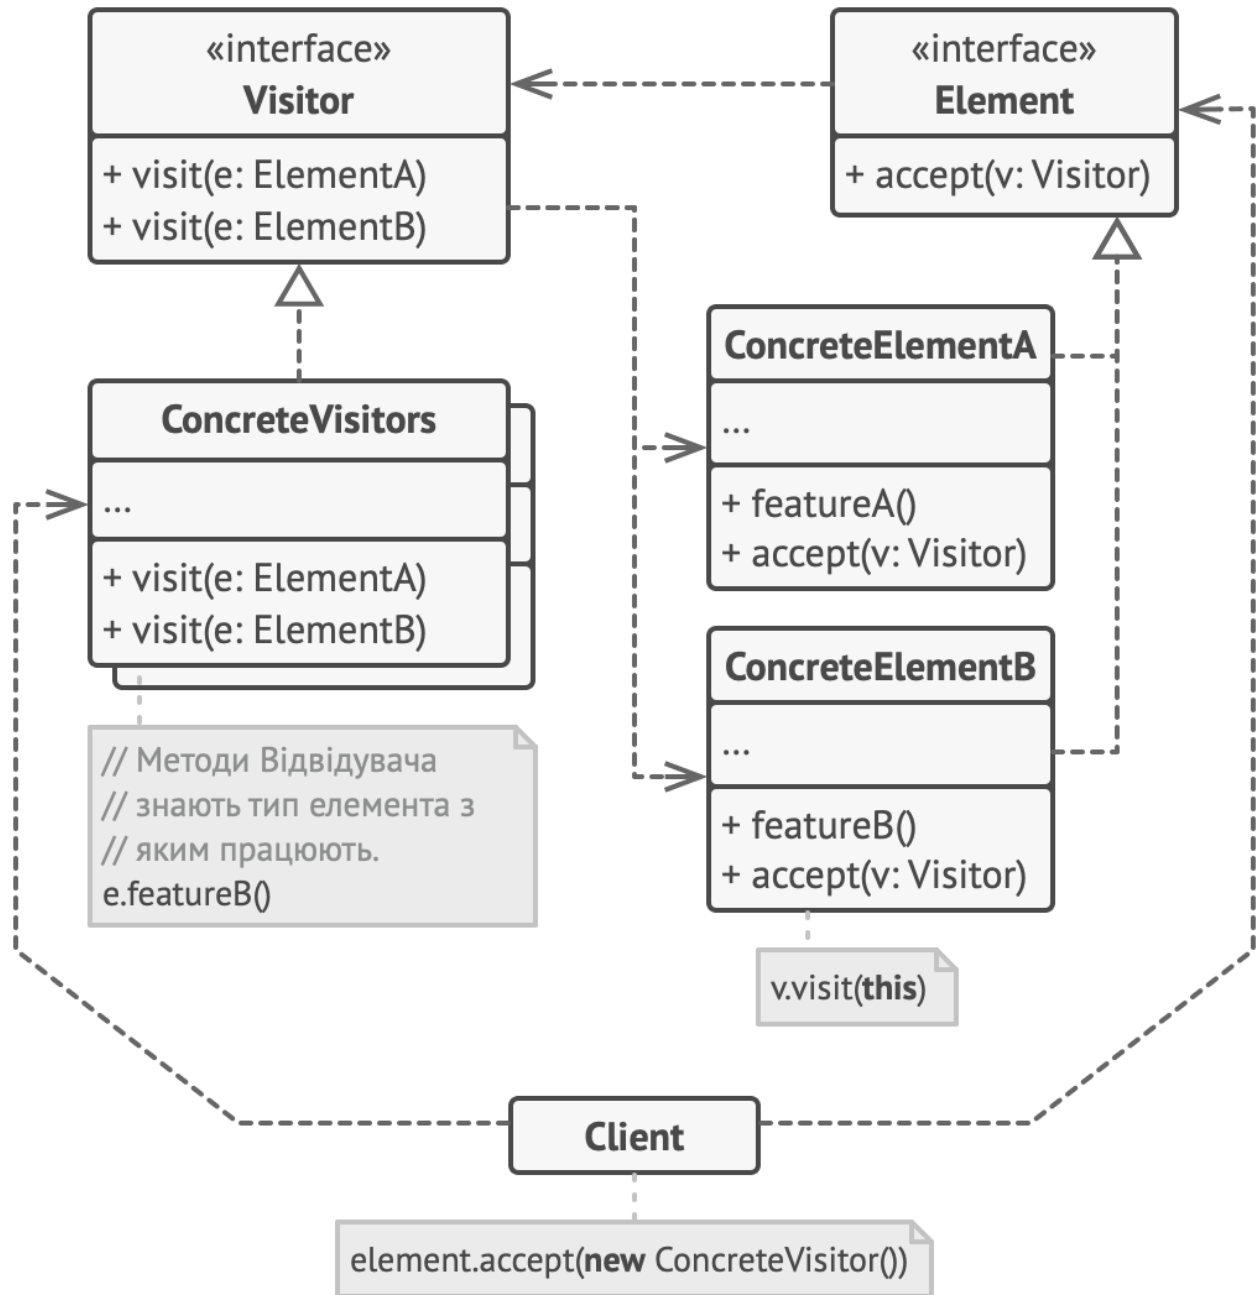 «interface»
Visitor
+ visit(e: ElementA)
+ visit(e: ElementB)
«interface»
Element
+ accept(v: Visitor)
ConcreteVisitors
...
+ visit(e: ElementA)
+ visit(e: ElementB)
// Методи Відвідувача
// знають тип елемента з
// яким працюють.
e.featureB()
ConcreteElementA
...
+ featureA()
+ accept(v: Visitor)
ConcreteElementB
...
+ featureB()
+ accept(v: Visitor)
v.visit(this)
Client
element.accept(new ConcreteVisitor())